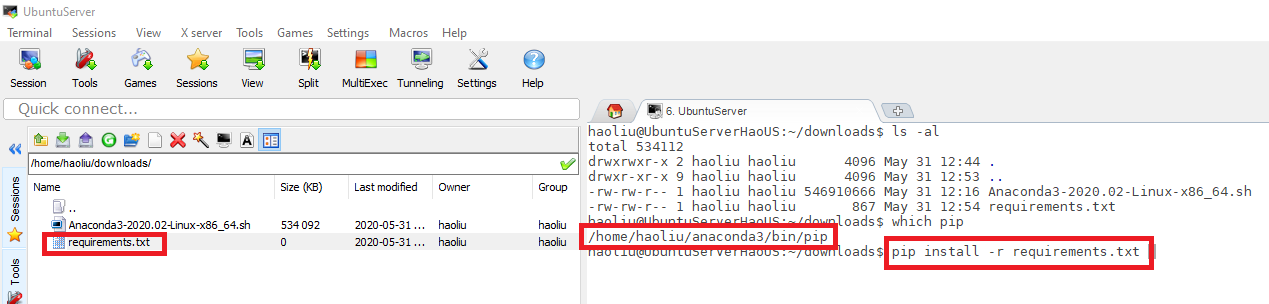 UbuntuServer
Terminal Sessions View X server Tools Games Settings Macros Help
Session Tools Games Sessions View Split MultiExec Tunneling Settings Help
Quick connect...
6. UbuntuServer
/home/haoliu/downloads/
Name Size (KB) Last modified Owner Group
..
Anaconda3-2020.02-Linux-x86_64.sh 534 092 2020-05-31 ... haoliu haoliu
requirements.txt 0 2020-05-31 ... haoliu haoliu
Sessions
Tools
haoliu@UbuntuServerHaoUS:~/downloads$ ls -al
total 534112
drwxrwxr-x 2 haoliu haoliu 4096 May 31 12:44 .
drwxr-xr-x 9 haoliu haoliu 4096 May 31 12:53 ..
-rw-rw-r-- 1 haoliu haoliu 546910666 May 31 12:16 Anaconda3-2020.02-Linux-x86_64.sh
-rw-rw-r-- 1 haoliu haoliu 867 May 31 12:54 requirements.txt
haoliu@UbuntuServerHaoUS:~/downloads$ which pip
/home/haoliu/anaconda3/bin/pip
haoliu@UbuntuServerHaoUS:~/downloads$ pip install -r requirements.txt